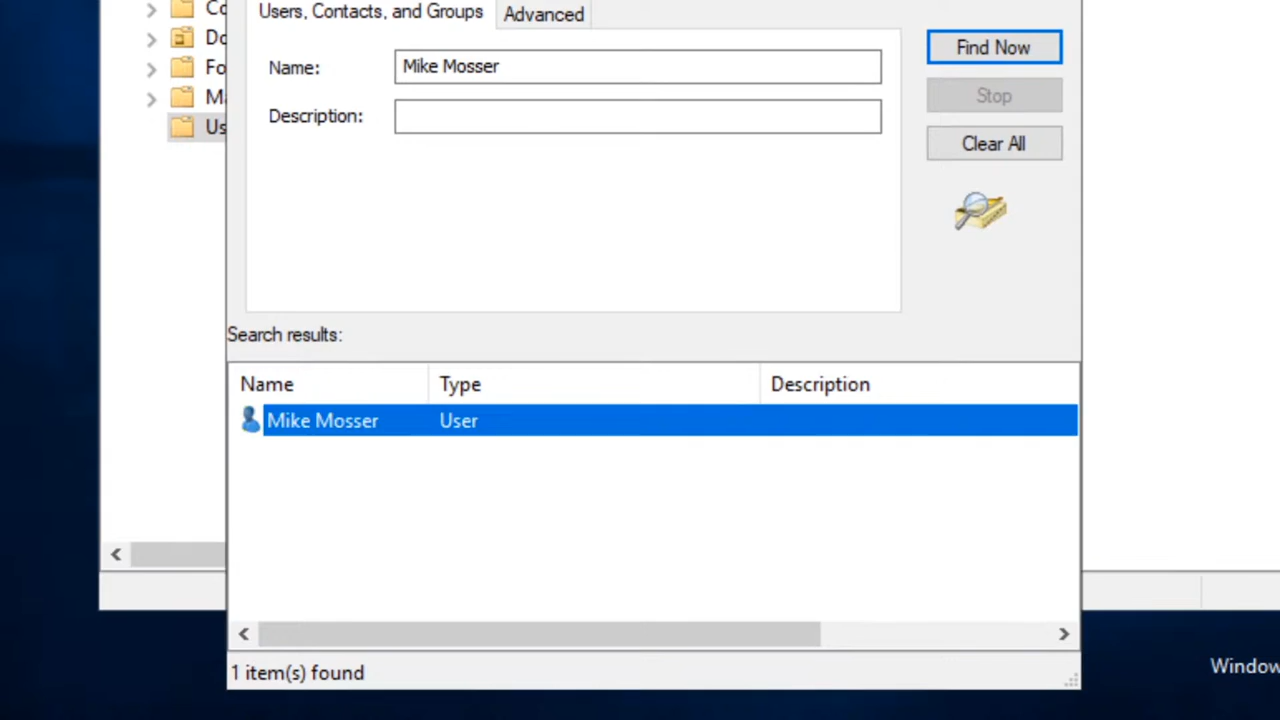 Users, Contacts, and Groups
Advanced
Find Now
Name:
Mike Mosser
Description:
Stop
Clear All
Search results:
Name Type Description
Mike Mosser User
1 item(s) found